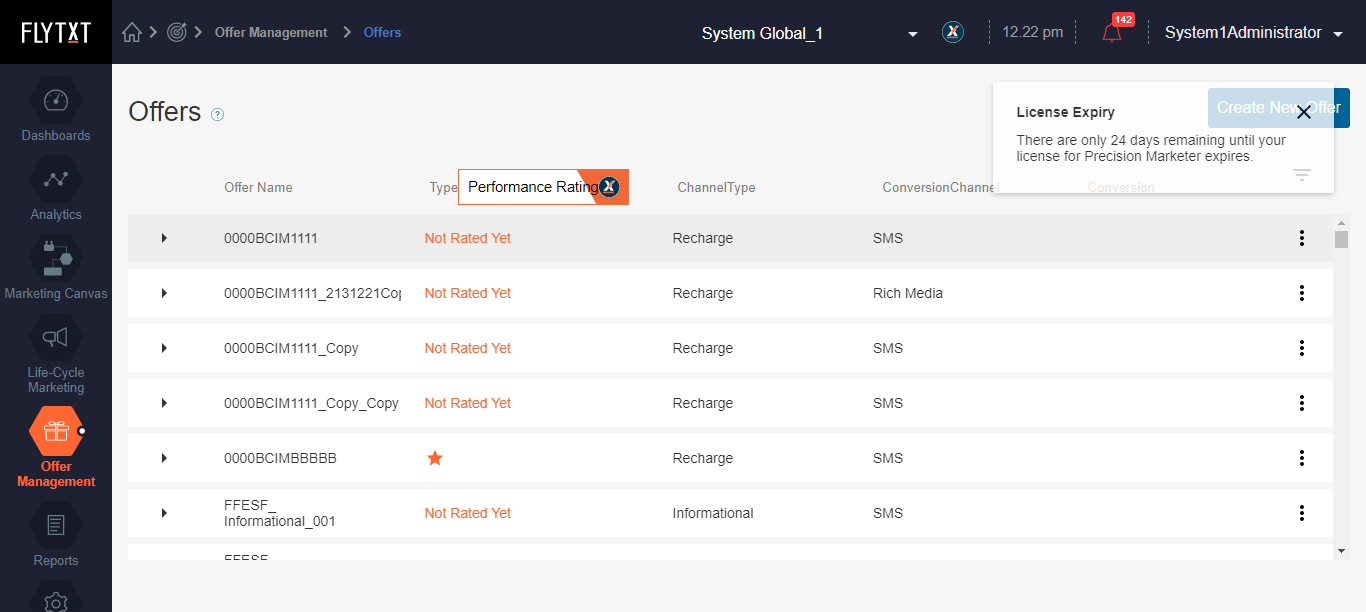 FLYTXT
Offer Management
Offers
System Global_1
12.22 pm
142
System1Administrator
Dashboards
Analytics
Marketing Canvas
Life-Cycle
Marketing
Offer
Management
Reports
Offers ?
Create New Offer
License Expiry
There are only 24 days remaining until your
license for Precision Marketer expires.
Offer Name Type Performance Rating X ChannelType ConversionChannel Conversion
0000BCIM1111 Not Rated Yet Recharge SMS
0000BCIM1111_2131221Cop Not Rated Yet Recharge Rich Media
0000BCIM1111_Copy Not Rated Yet Recharge SMS
0000BCIM1111_Copy_Copy Not Rated Yet Recharge SMS
0000BCIMBBBBB Recharge SMS
FFESF_
Informational_001 Not Rated Yet Informational SMS
FFESF_